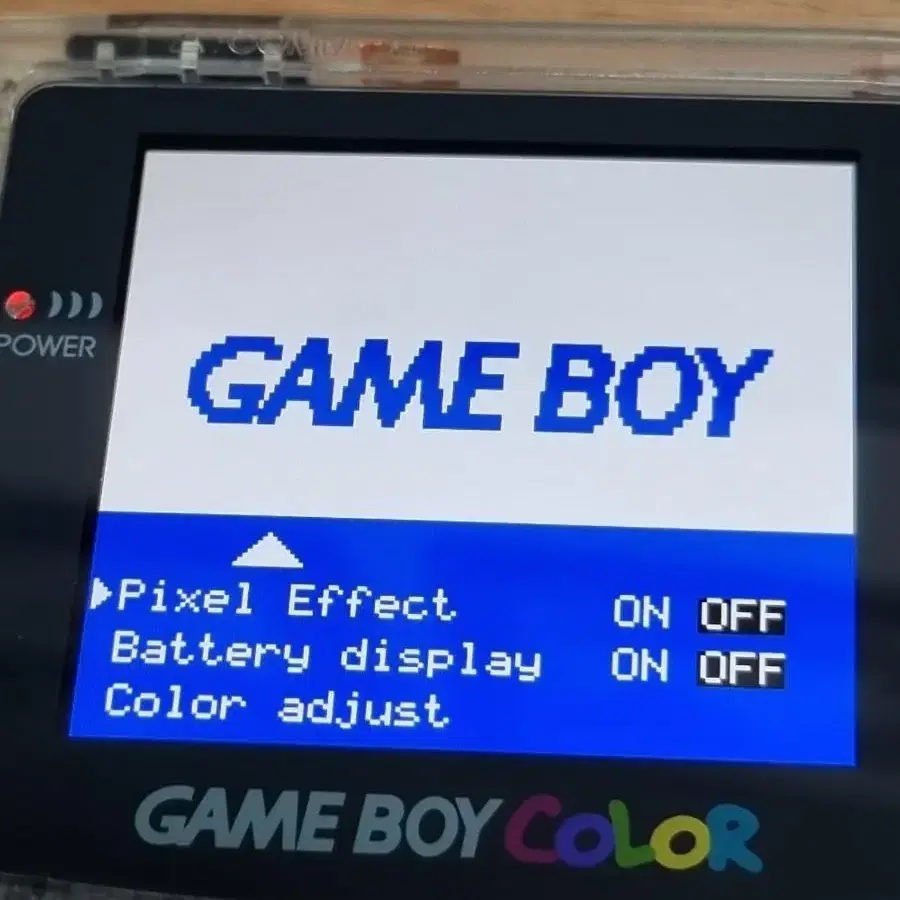 POWER
GAME BOY
Pixel Effect ON OFF
Battery display ON OFF
Color adjust
GAME BOY COLOR